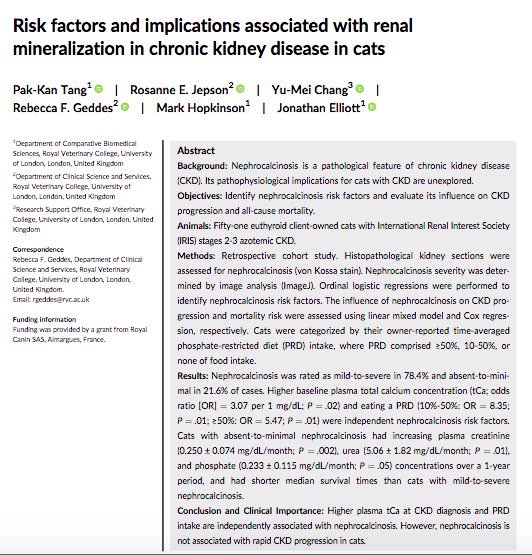 Risk factors and implications associated with renal
mineralization in chronic kidney disease in cats
Pak-Kan Tang1 | Rosanne E. Jepson2 | Yu-Mei Chang3 |
Rebecca F. Geddes2 | Mark Hopkinson1 | Jonathan Elliott1
1Department of Comparative Biomedical
Sciences, Royal Veterinary College, University
of London, London, United Kingdom
2Department of Clinical Science and Services,
Royal Veterinary College, University of
London, London, United Kingdom
3Research Support Office, Royal Veterinary
College, University of London, London, United
Kingdom
Correspondence
Rebecca F. Geddes, Department of Clinical
Science and Services, Royal Veterinary
College, University of London, London,
United Kingdom.
Email: rgeddes@rvc.ac.uk
Funding information
Funding was provided by a grant from Royal
Canin SAS, Almargues, France.
Abstract
Background: Nephrocalcinosis is a pathological feature of chronic kidney disease
(CKD). Its pathophysiological implications for cats with CKD are unexplored.
Objectives: Identify nephrocalcinosis risk factors and evaluate its influence on CKD
progression and all-cause mortality.
Animals: Fifty-one euthyroid client-owned cats with International Renal Interest Society
(IRIS) stages 2-3 azotemic CKD.
Methods: Retrospective cohort study. Histopathological kidney sections were
assessed for nephrocalcinosis (von Kossa stain). Nephrocalcinosis severity was deter-
mined by image analysis (ImageJ). Ordinal logistic regressions were performed to
identify nephrocalcinosis risk factors. The influence of nephrocalcinosis on CKD pro-
gression and mortality risk were assessed using linear mixed model and Cox regres-
sion, respectively. Cats were categorized by their owner-reported time-averaged
phosphate-restricted diet (PRD) intake, where PRD comprised ≥50%, 10-50%, or
none of food intake.
Results: Nephrocalcinosis was rated as mild-to-severe in 78.4% and absent-to-mini-
mal in 21.6% of cases. Higher baseline plasma total calcium concentration (tCa; odds
ratio [OR] = 3.07 per 1 mg/dL; P = .02) and eating a PRD (10%-50%: OR = 8.35;
P = .01; ≥50%: OR = 5.47; P = .01) were independent nephrocalcinosis risk factors.
Cats with absent-to-minimal nephrocalcinosis had increasing plasma creatinine
(0.250 ± 0.074 mg/dL/month; P = .002), urea (5.06 ± 1.82 mg/dL/month; P = .01),
and phosphate (0.233 ± 0.115 mg/dL/month; P = .05) concentrations over a 1-year
period, and had shorter median survival times than cats with mild-to-severe
nephrocalcinosis.
Conclusion and Clinical Importance: Higher plasma tCa at CKD diagnosis and PRD
intake are independently associated with nephrocalcinosis. However, nephrocalcinosis is
not associated with rapid CKD progression in cats.